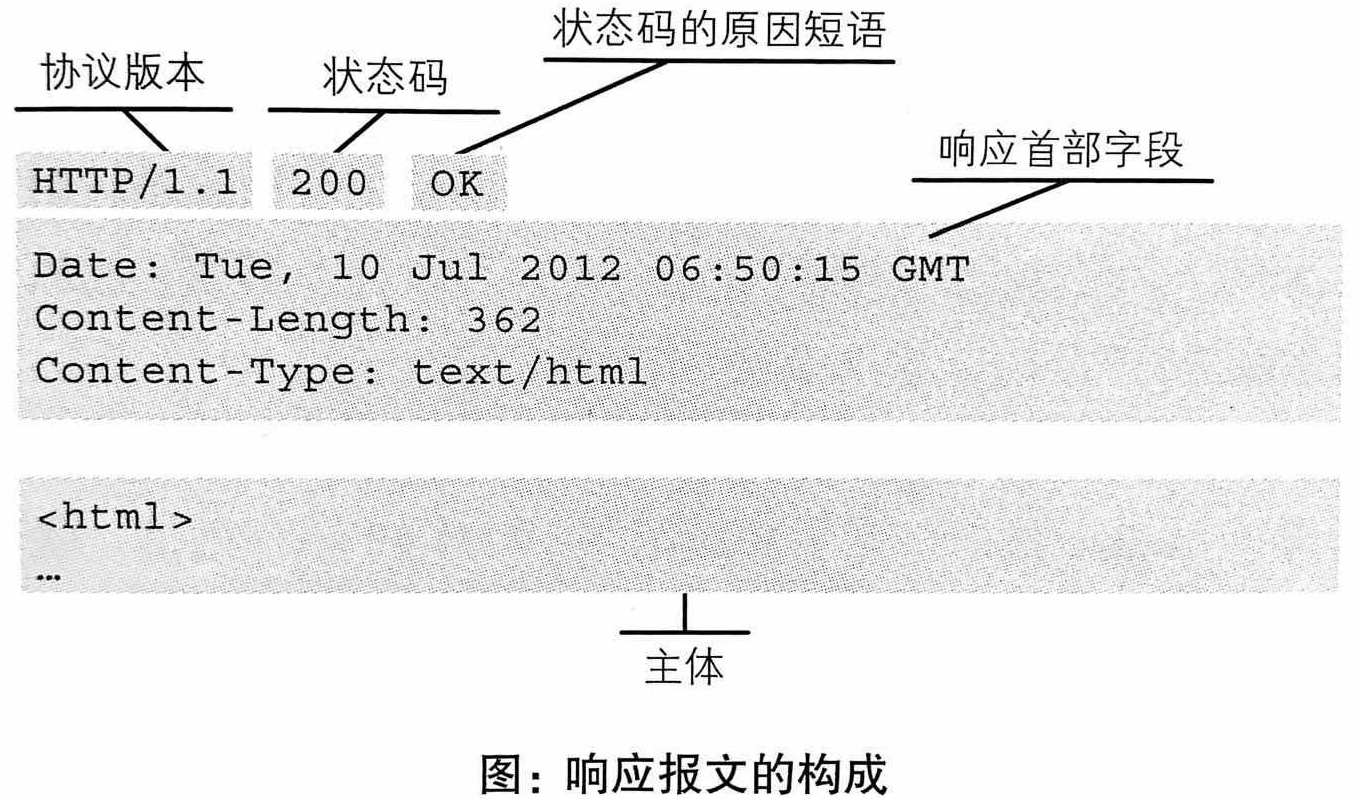 状态码的原因短语
协议版本 状态码
响应首部字段
HTTP/1.1 200 OK
Date: Tue, 10 Jul 2012 06:50:15 GMT
Content-Length: 362
Content-Type: text/html
<html>
…
主体
图：响应报文的构成